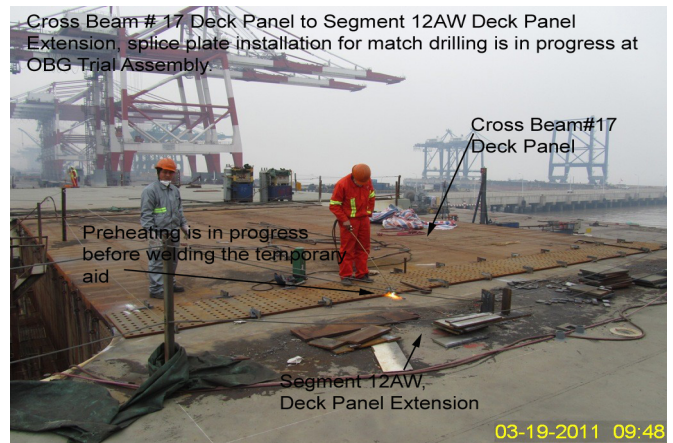 Cross Beam # 17 Deck Panel to Segment 12AW Deck Panel
Extension, splice plate installation for match drilling is in progress at
OBG Trial Assembly.
Cross Beam#17
Deck Panel
Preheating is in progress
before welding the temporary
aid
Segment 12AW,
Deck Panel Extension
03-19-2011 09:48